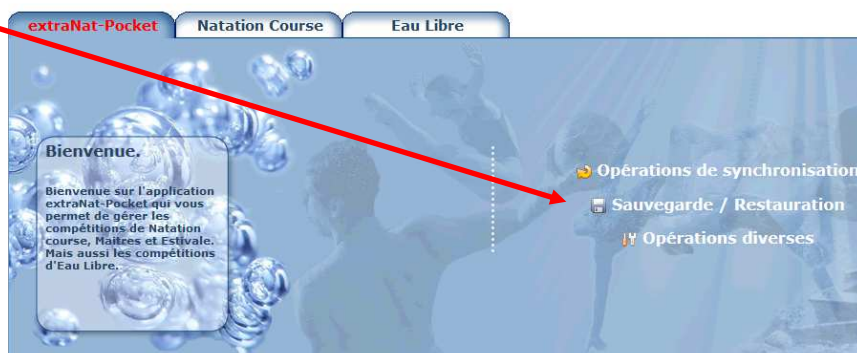 extraNat-Pocket
Natation Course
Eau Libre
Bienvenue.
Bienvenue sur l'application
extraNat-Pocket qui vous
permet de gérer les
compétitions de Natation
course, Maîtres et Estivale.
Mais aussi les compétitions
d'Eau Libre.
Opérations de synchronisation
Sauvegarde / Restauration
Opérations diverses